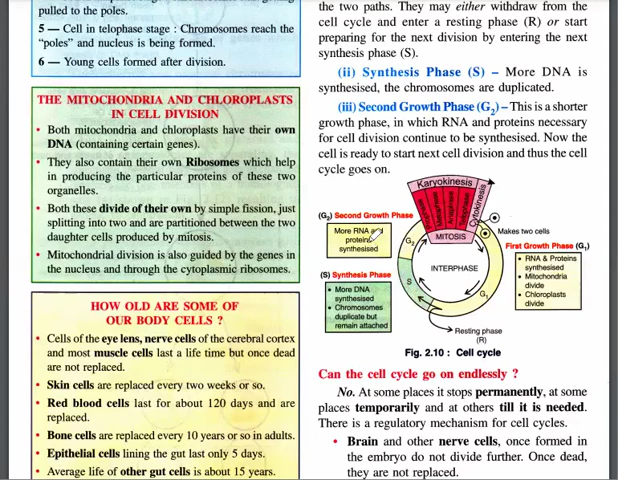 pulled to the poles.
5 — Cell in telophase stage : Chromosomes reach the
"poles" and nucleus is being formed.
6 — Young cells formed after division.
THE MITOCHONDRIA AND CHLOROPLASTS
IN CELL DIVISION
• Both mitochondria and chloroplasts have their own
DNA (containing certain genes).
• They also contain their own Ribosomes which help
in producing the particular proteins of these two
organelles.
• Both these divide of their own by simple fission, just
splitting into two and are partitioned between the two
daughter cells produced by mitosis.
• Mitochondrial division is also guided by the genes in
the nucleus and through the cytoplasmic ribosomes.
HOW OLD ARE SOME OF
OUR BODY CELLS ?
• Cells of the eye lens, nerve cells of the cerebral cortex
and most muscle cells last a life time but once dead
are not replaced.
• Skin cells are replaced every two weeks or so.
• Red blood cells last for about 120 days and are
replaced.
• Bone cells are replaced every 10 years or so in adults.
• Epithelial cells lining the gut last only 5 days.
• Average life of other gut cells is about 15 years.
the two paths. They may either withdraw from the
cell cycle and enter a resting phase (R) or start
preparing for the next division by entering the next
synthesis phase (S).
(ii) Synthesis Phase (S) – More DNA is
synthesised, the chromosomes are duplicated.
(iii) Second Growth Phase (G2) – This is a shorter
growth phase, in which RNA and proteins necessary
for cell division continue to be synthesised. Now the
cell is ready to start next cell division and thus the cell
cycle goes on.
Karyokinesis
Prophase
Metaphase
Anaphase
Telophase
Cytokinesis
MITOSIS
(G2) Second Growth Phase
More RNA and
proteins
synthesised
G2
Makes two cells
First Growth Phase (G1)
• RNA & Proteins
synthesised
• Mitochondria
divide
• Chloroplasts
divide
INTERPHASE
(S) Synthesis Phase
• More DNA
synthesised
• Chromosomes
duplicate but
remain attached
S
G1
Resting phase
(R)
Fig. 2.10 : Cell cycle
Can the cell cycle go on endlessly ?
No. At some places it stops permanently, at some
places temporarily and at others till it is needed.
There is a regulatory mechanism for cell cycles.
• Brain and other nerve cells, once formed in
the embryo do not divide further. Once dead,
they are not replaced.